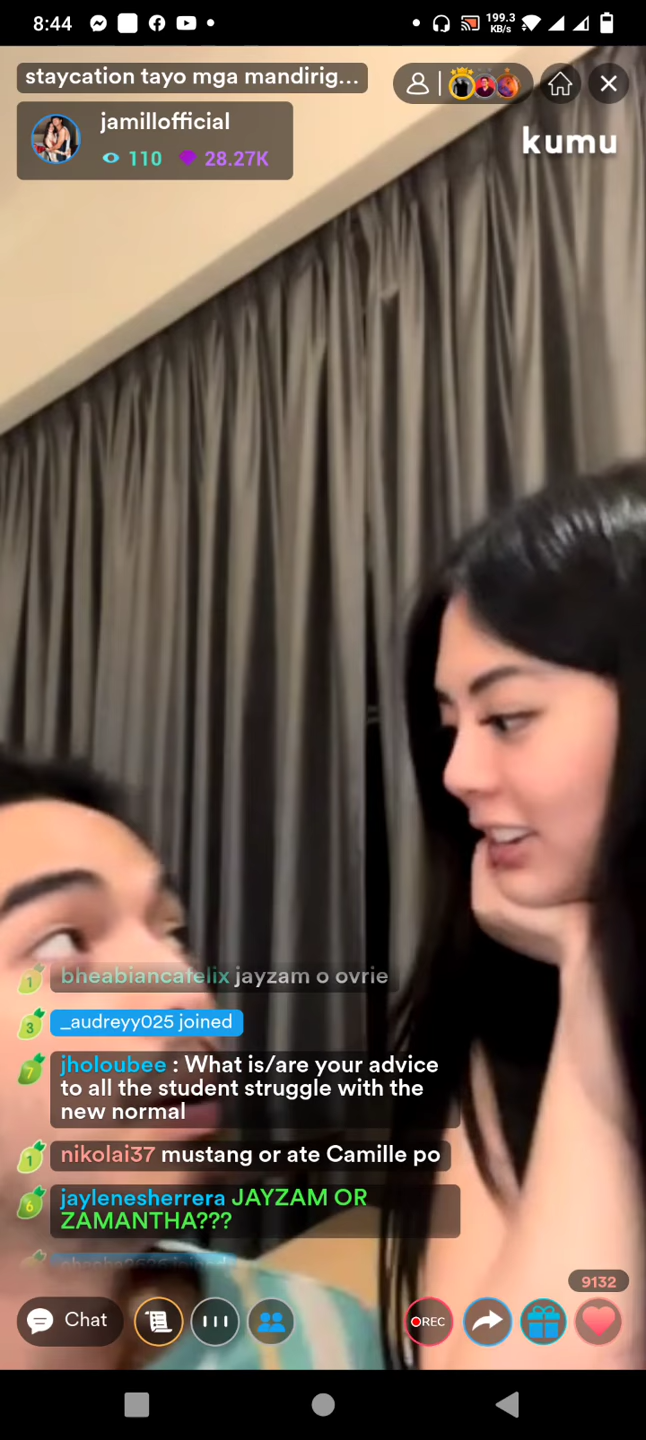 8:44
199.3
KB/s
staycation tayo mga mandirig...
jamillofficial
110 28.27K
kumu
1 bheabiancafelix jayzam o ovrie
3 _audreyy025 joined
7 jholoubee : What is/are your advice
to all the student struggle with the
new normal
1 nikolai37 mustang or ate Camille po
6 jaylenesherrera JAYZAM OR
ZAMANTHA???
joined
9132
Chat
REC